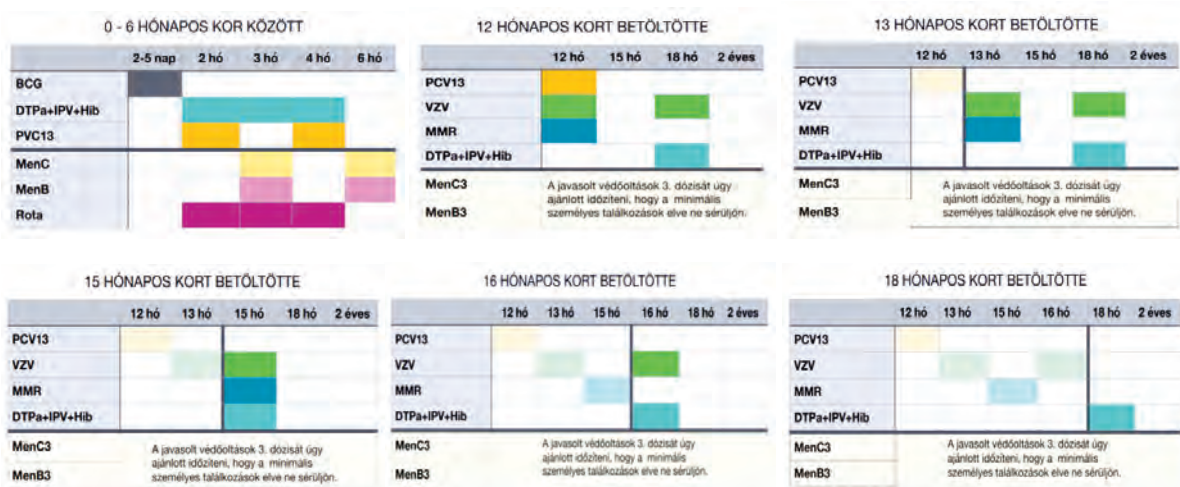 0 - 6 HÓNAPOS KOR KÖZÖTT
2-5 nap 2 hó 3 hó 4 hó 6 hó
BCG
DTPa+IPV+Hib
PVC13
MenC
MenB
Rota
12 HÓNAPOS KORT BETÖLTÖTTE
12 hó 15 hó 18 hó 2 éves
PCV13
VZV
MMR
DTPa+IPV+Hib
MenC3
MenB3
A javasolt védőoltások 3. dózisát úgy
ajánlott időzíteni, hogy a minimális
személyes találkozások elve ne sérüljön.
13 HÓNAPOS KORT BETÖLTÖTTE
12 hó 13 hó 15 hó 18 hó 2 éves
PCV13
VZV
MMR
DTPa+IPV+Hib
MenC3
MenB3
A javasolt védőoltások 3. dózisát úgy
ajánlott időzíteni, hogy a minimális
személyes találkozások elve ne sérüljön.
15 HÓNAPOS KORT BETÖLTÖTTE
12 hó 13 hó 15 hó 18 hó 2 éves
PCV13
VZV
MMR
DTPa+IPV+Hib
MenC3
MenB3
A javasolt védőoltások 3. dózisát úgy
ajánlott időzíteni, hogy a minimális
személyes találkozások elve ne sérüljön.
16 HÓNAPOS KORT BETÖLTÖTTE
12 hó 13 hó 15 hó 16 hó 18 hó 2 éves
PCV13
VZV
MMR
DTPa+IPV+Hib
MenC3
MenB3
A javasolt védőoltások 3. dózisát úgy
ajánlott időzíteni, hogy a minimális
személyes találkozások elve ne sérüljön.
18 HÓNAPOS KORT BETÖLTÖTTE
12 hó 13 hó 15 hó 16 hó 18 hó 2 éves
PCV13
VZV
MMR
DTPa+IPV+Hib
MenC3
MenB3
A javasolt védőoltások 3. dózisát úgy
ajánlott időzíteni, hogy a minimális
személyes találkozások elve ne sérüljön.